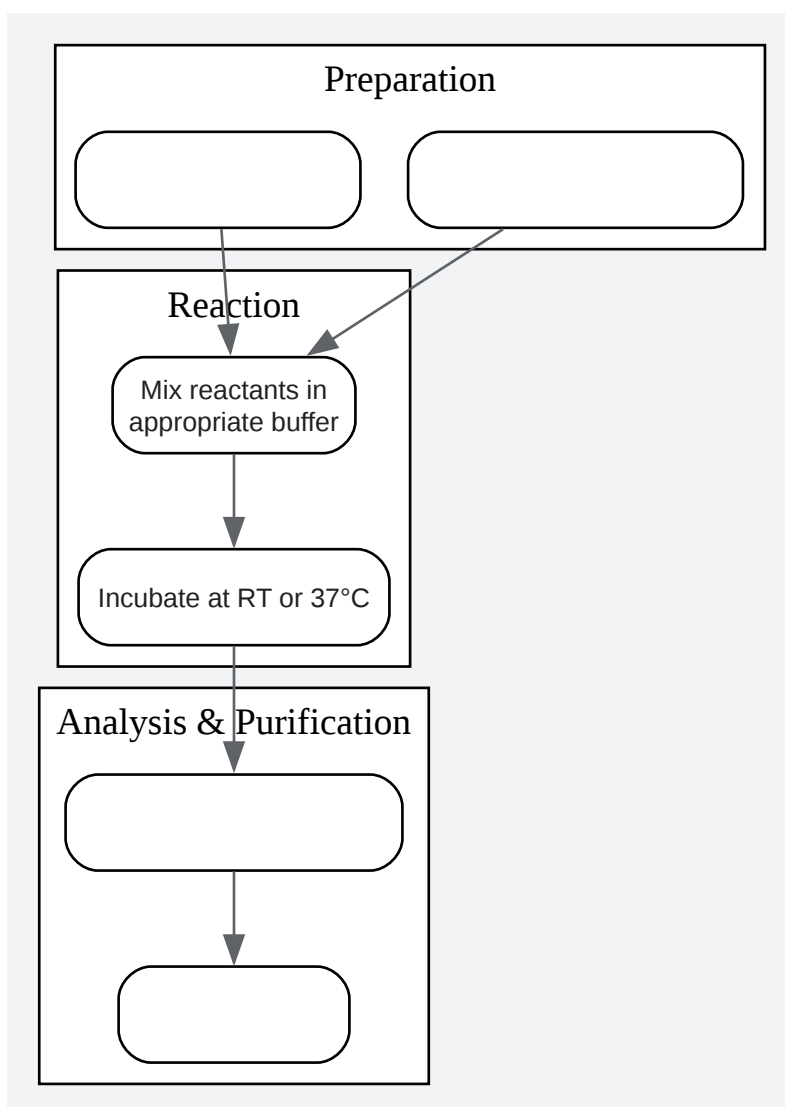 Preparation
Reaction
Mix reactants in
appropriate buffer
Incubate at RT or 37°C
Analysis & Purification